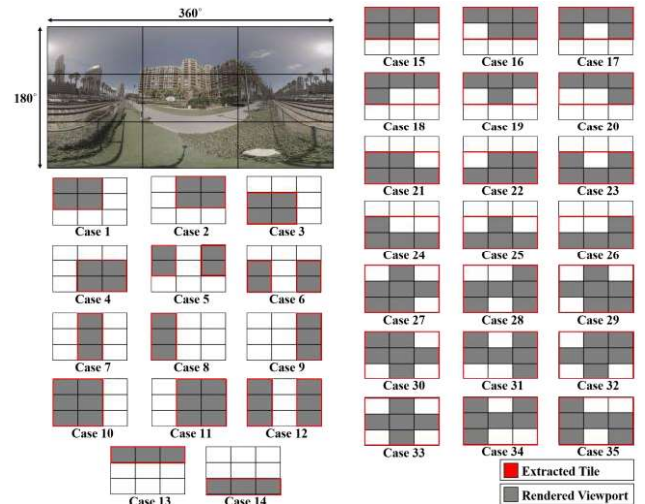 360°
180°
Case 1
Case 2
Case 3
Case 4
Case 5
Case 6
Case 7
Case 8
Case 9
Case 10
Case 11
Case 12
Case 13
Case 14
Case 15
Case 16
Case 17
Case 18
Case 19
Case 20
Case 21
Case 22
Case 23
Case 24
Case 25
Case 26
Case 27
Case 28
Case 29
Case 30
Case 31
Case 32
Case 33
Case 34
Case 35
Extracted Tile
Rendered Viewport